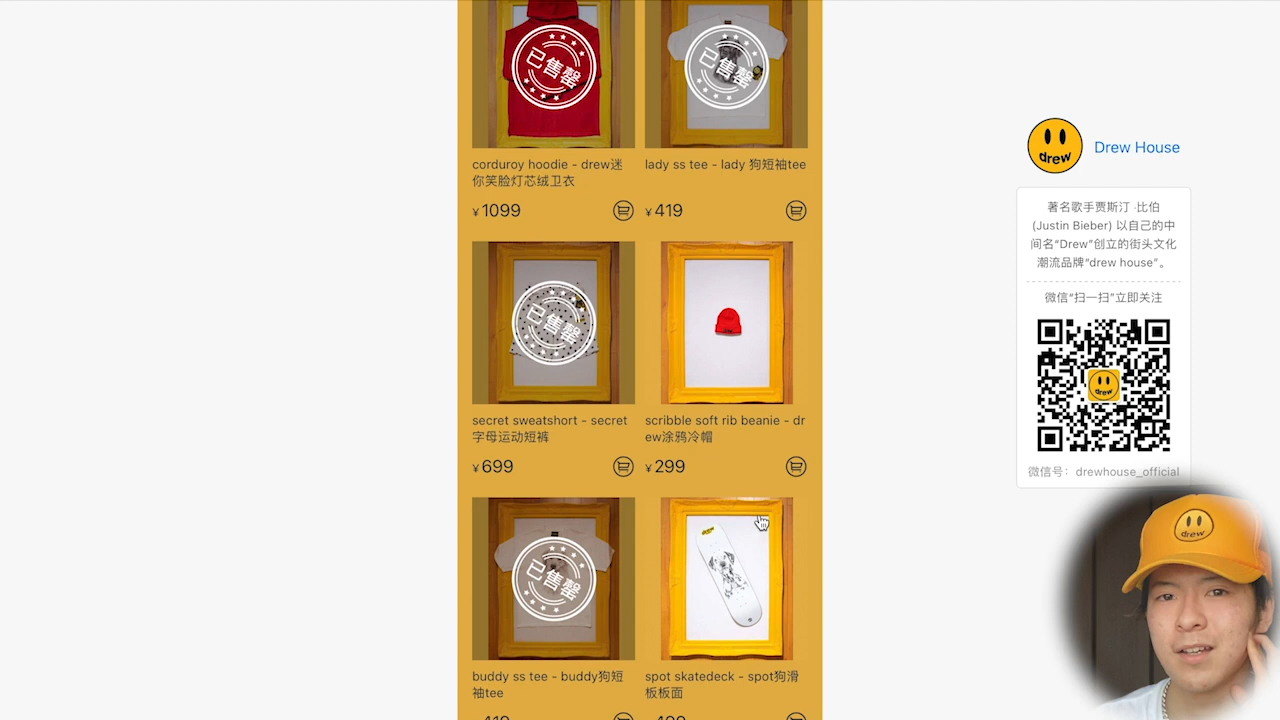 已售罄
已售罄
corduroy hoodie - drew迷
你笑脸灯芯绒卫衣
lady ss tee - lady 狗短袖tee
¥1099
¥419
已售罄
secret sweatshort - secret
字母运动短裤
scribble soft rib beanie - dr
ew涂鸦冷帽
¥699
¥299
已售罄
buddy ss tee - buddy狗短
袖tee
spot skatedeck - spot狗滑
板板面
drew
Drew House
著名歌手贾斯汀 ·比伯
(Justin Bieber) 以自己的中
间名“Drew”创立的街头文化
潮流品牌“drew house”。
微信“扫一扫”立即关注
微信号: drewhouse_official
drew